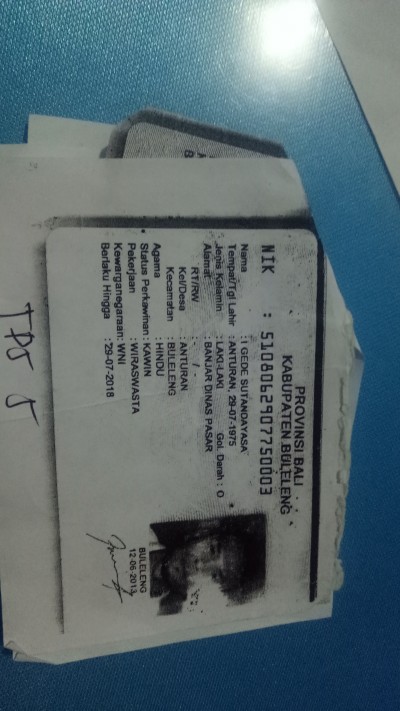 PROVINSI BALI
KABUPATEN BULELENG
NIK : 5108062907750003
Nama : I GEDE SUTANDAYASA
Tempat/Tgl Lahir : ANTURAN, 29-07-1975
Jenis Kelamin : LAKI-LAKI Gol. Darah : O
Alamat : BANJAR DINAS PASAR
RT/RW : - / -
Kel/Desa : ANTURAN
Kecamatan : BULELENG
Agama : HINDU
Status Perkawinan : KAWIN
Pekerjaan : WIRASWASTA
Kewarganegaraan : WNI
Berlaku Hingga : 29-07-2018
BULELENG
12-06-2013
TPS 5